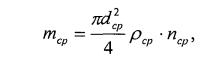 m_{cp} = \frac{\pi d_{cp}^{2}}{4} \rho_{cp} \cdot n_{cp},